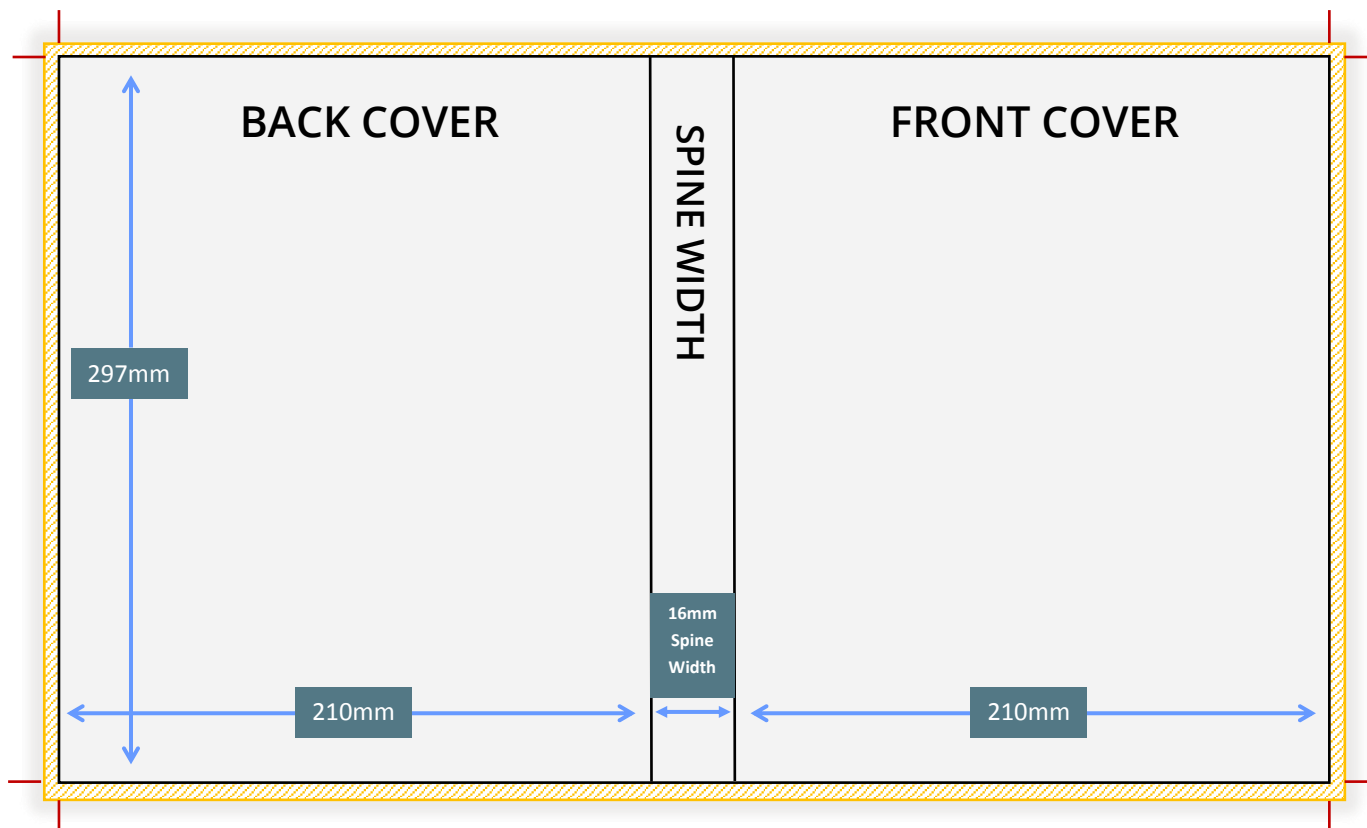 BACK COVER
SPINE WIDTH
FRONT COVER
297mm
16mm
Spine
Width
210mm
210mm